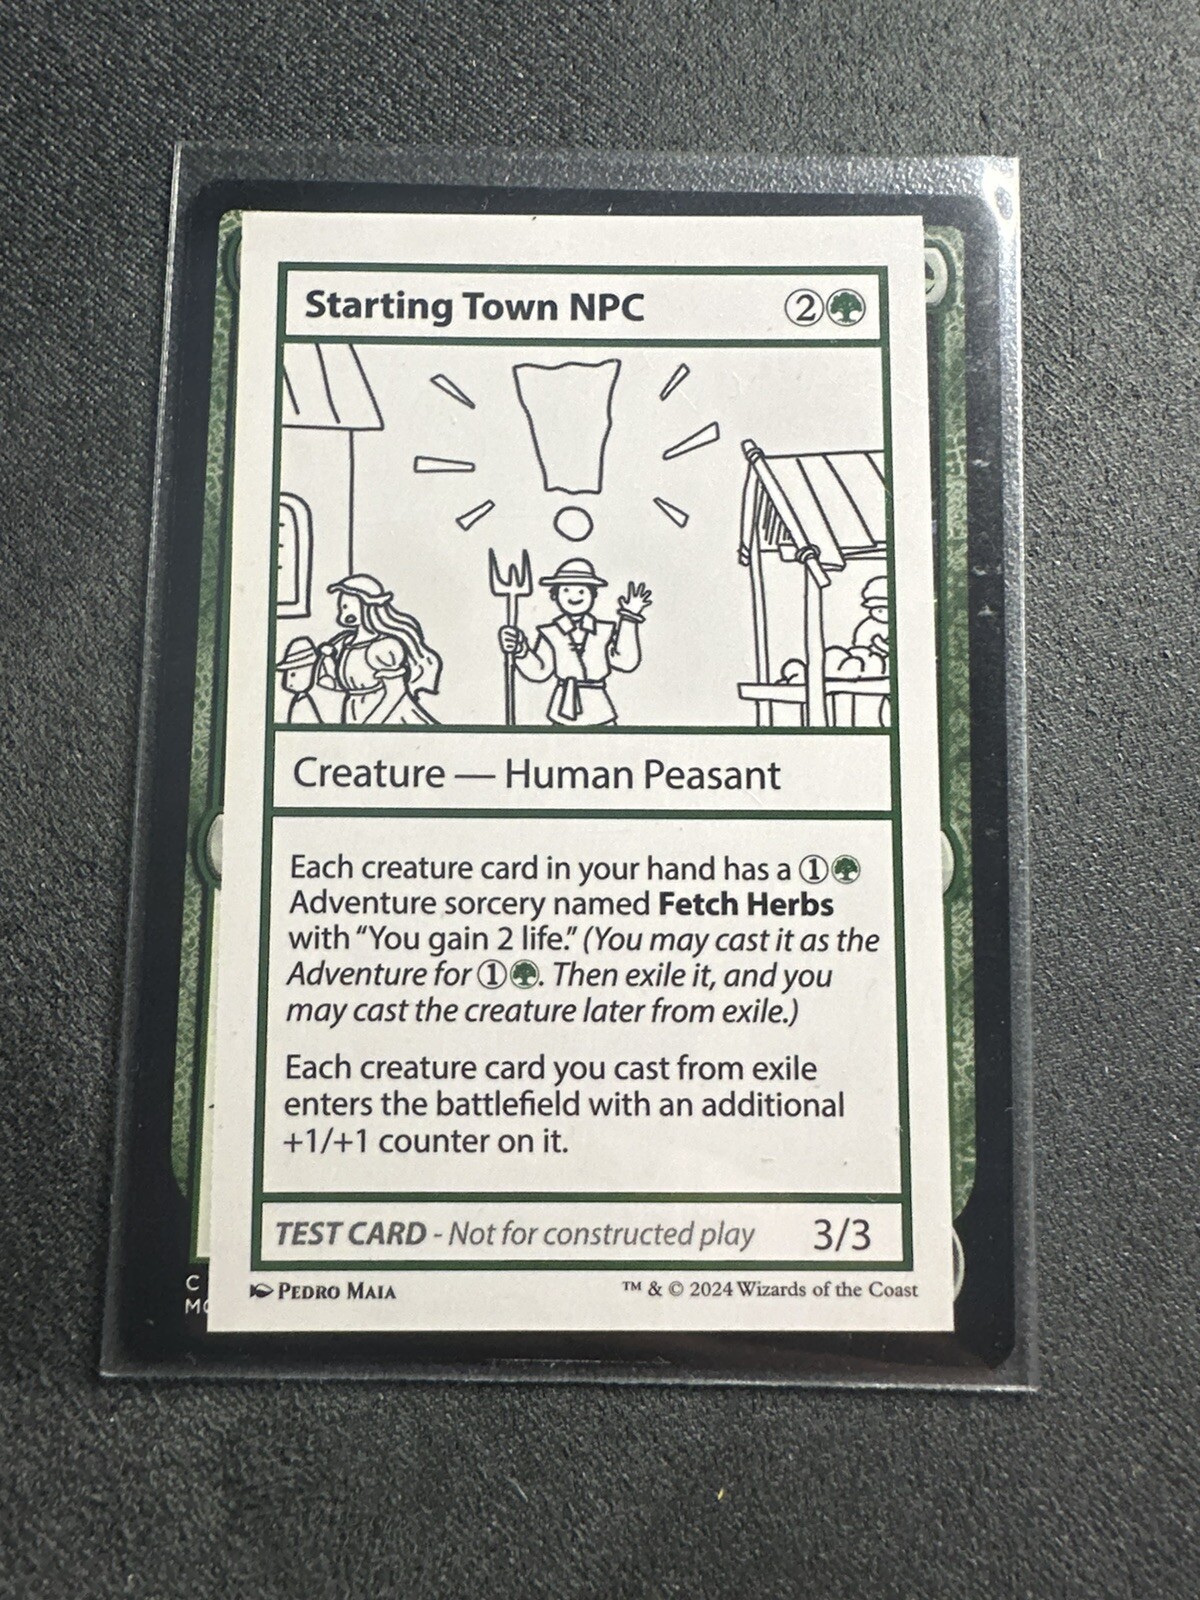 Starting Town NPC 2
Creature — Human Peasant
Each creature card in your hand has a 1
Adventure sorcery named Fetch Herbs
with “You gain 2 life.” (You may cast it as the
Adventure for 1. Then exile it, and you
may cast the creature later from exile.)
Each creature card you cast from exile
enters the battlefield with an additional
+1/+1 counter on it.
TEST CARD - Not for constructed play 3/3
PEDRO MAIA ™ & © 2024 Wizards of the Coast
C